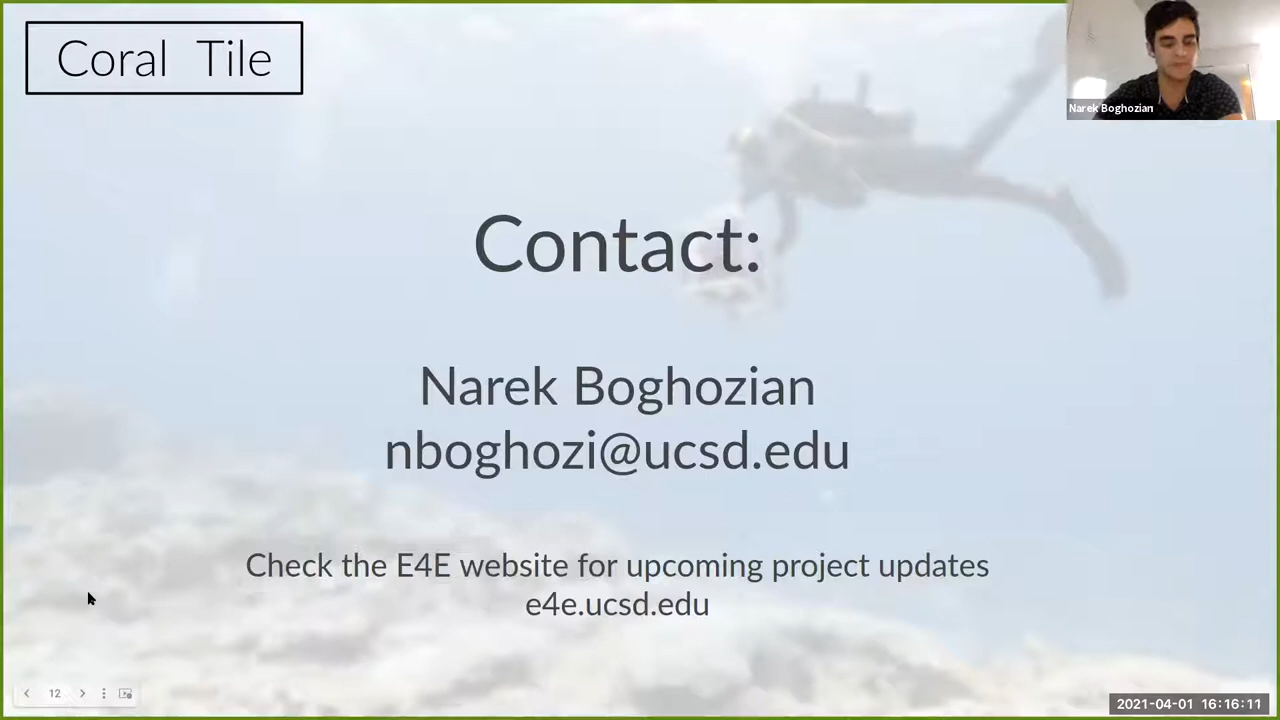 Coral Tile
Narek Boghozian
Contact:
Narek Boghozian
nboghozi@ucsd.edu
Check the E4E website for upcoming project updates
e4e.ucsd.edu
12
2021-04-01 16:16:11